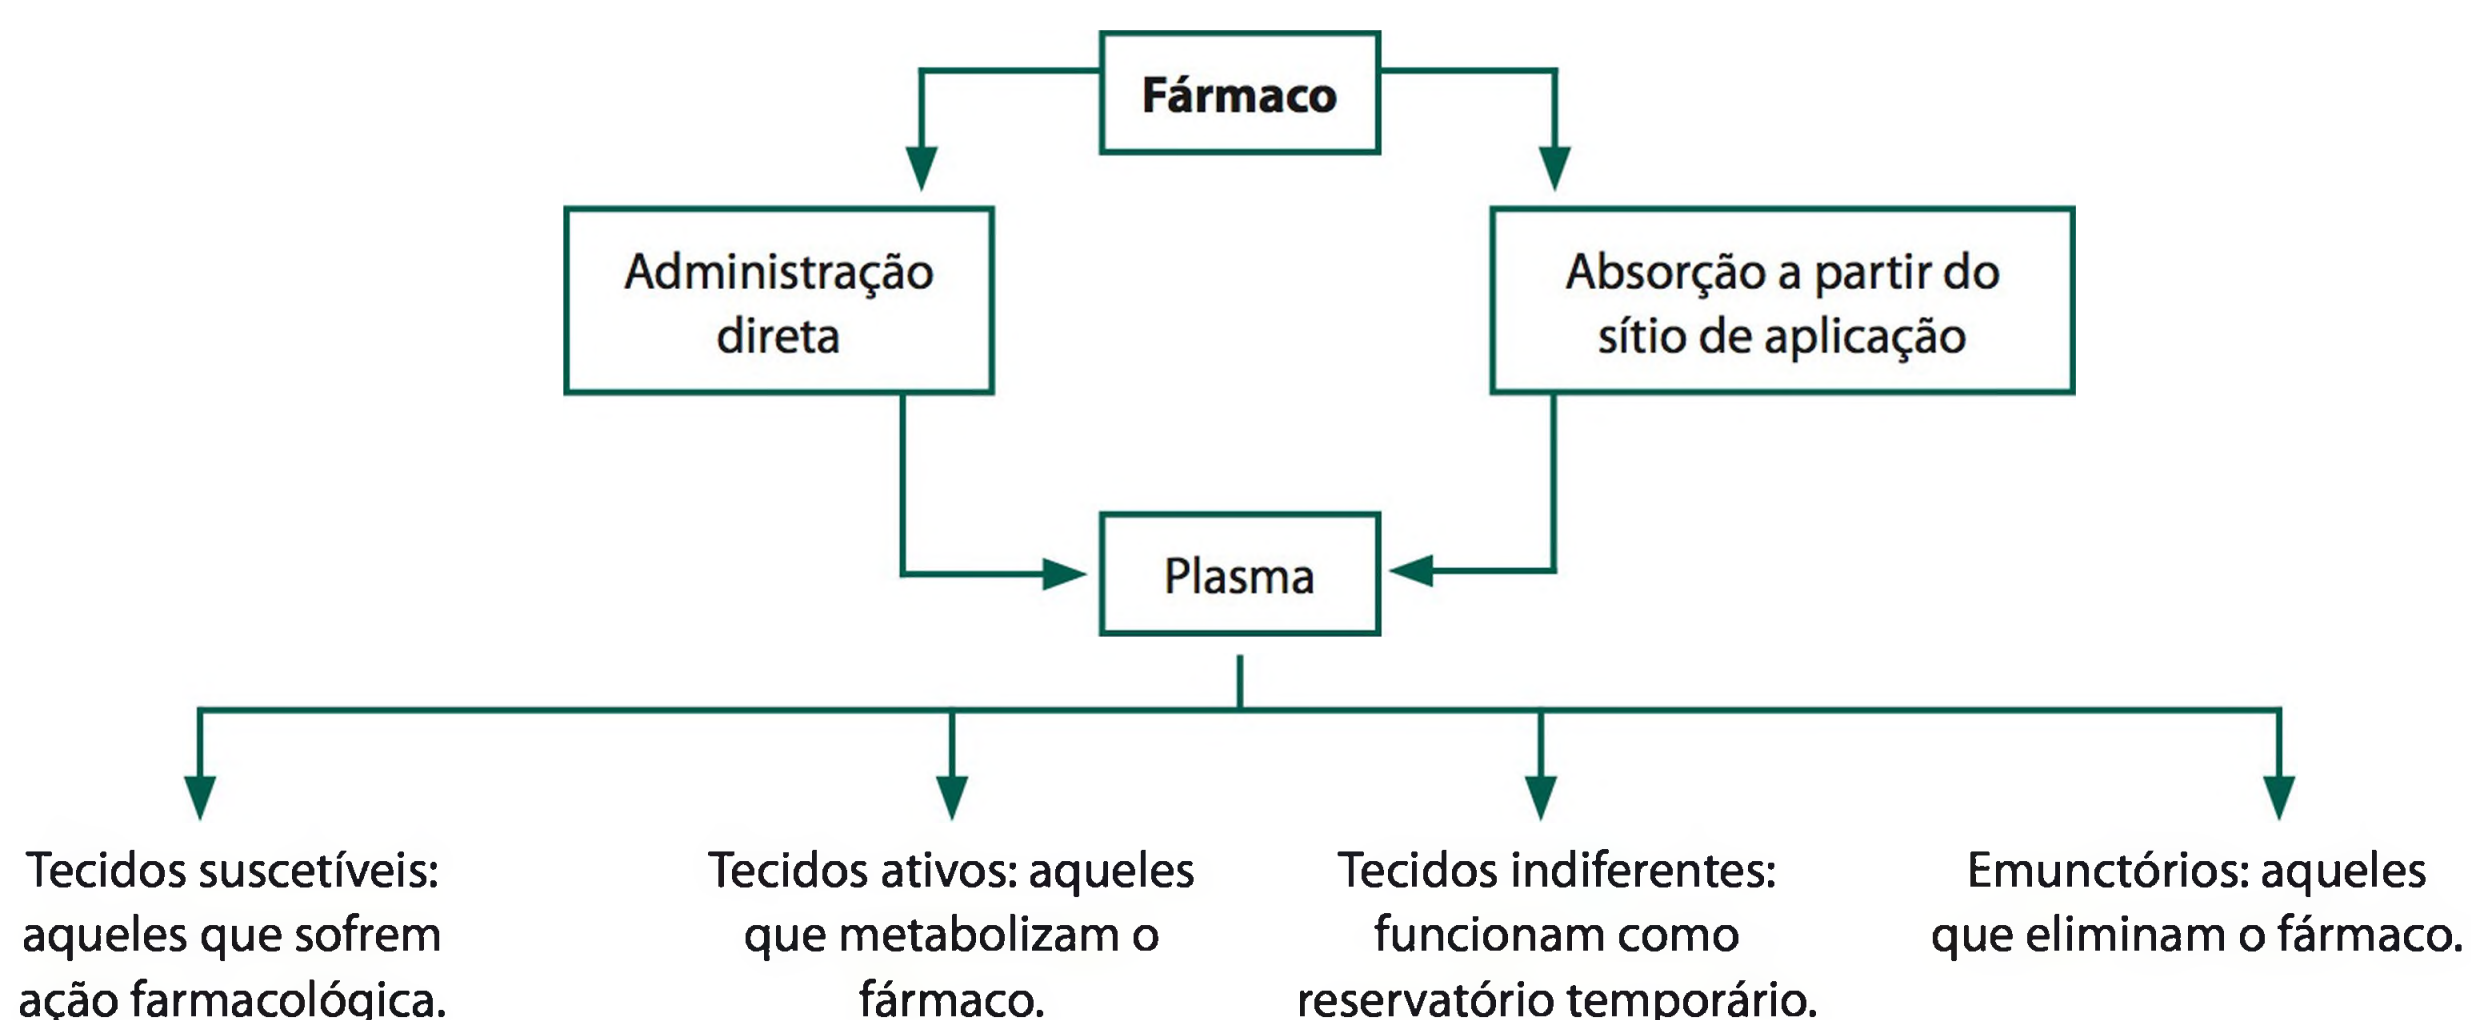 Fármaco
Administração
direta
Absorção a partir do
sítio de aplicação
Plasma
Tecidos suscetíveis:
aqueles que sofrem
ação farmacológica.
Tecidos ativos: aqueles
que metabolizam o
fármaco.
Tecidos indiferentes:
funcionam como
reservatório temporário.
Emunctórios: aqueles
que eliminam o fármaco.